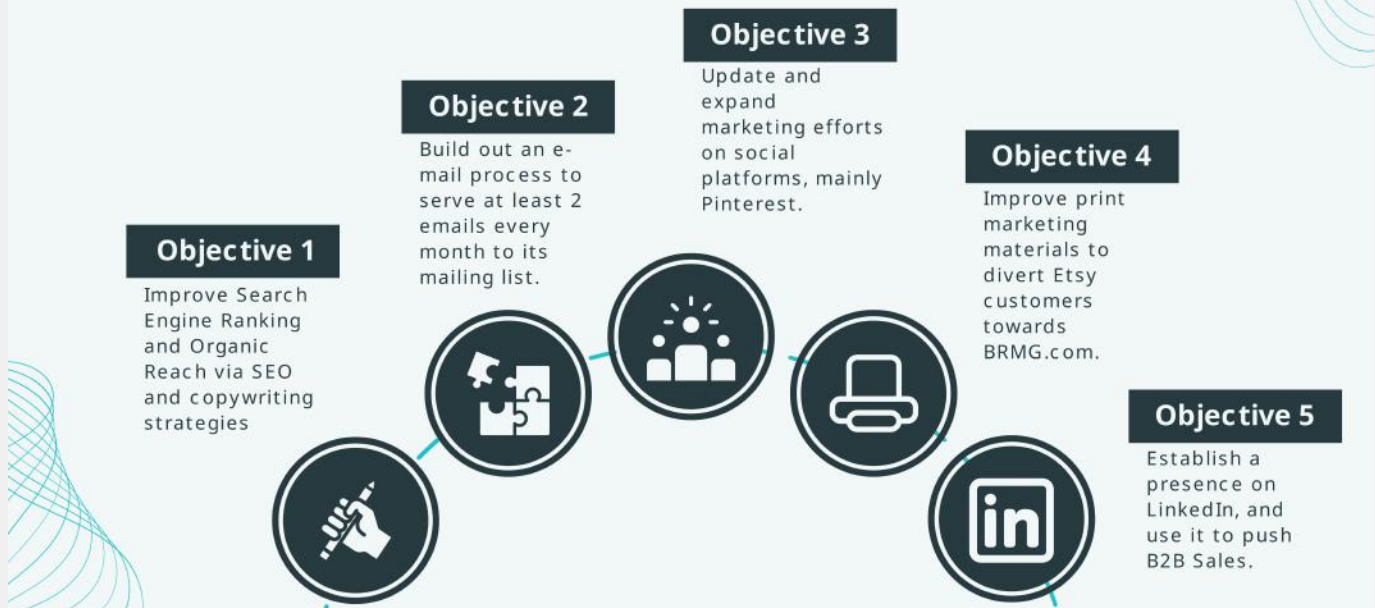 Objective 1
Improve Search
Engine Ranking
and Organic
Reach via SEO
and copywriting
strategies
Objective 2
Build out an e-
mail process to
serve at least 2
emails every
month to its
mailing list.
Objective 3
Update and
expand
marketing efforts
on social
platforms, mainly
Pinterest.
Objective 4
Improve print
marketing
materials to
divert Etsy
customers
towards
BRMG.com.
Objective 5
Establish a
presence on
LinkedIn, and
use it to push
B2B Sales.
in